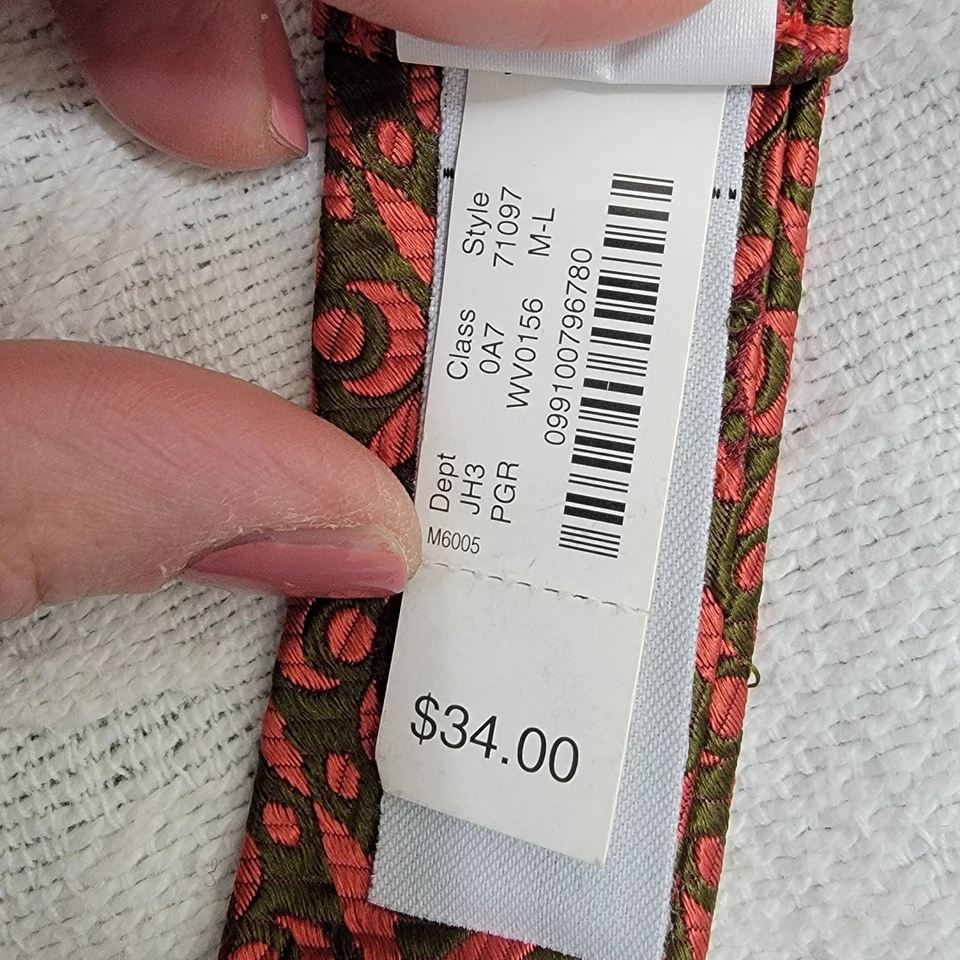 Dept Class Style
JH3 0A7 71097
PGR WV0156 M-L
099100796780
M6005
$34.00